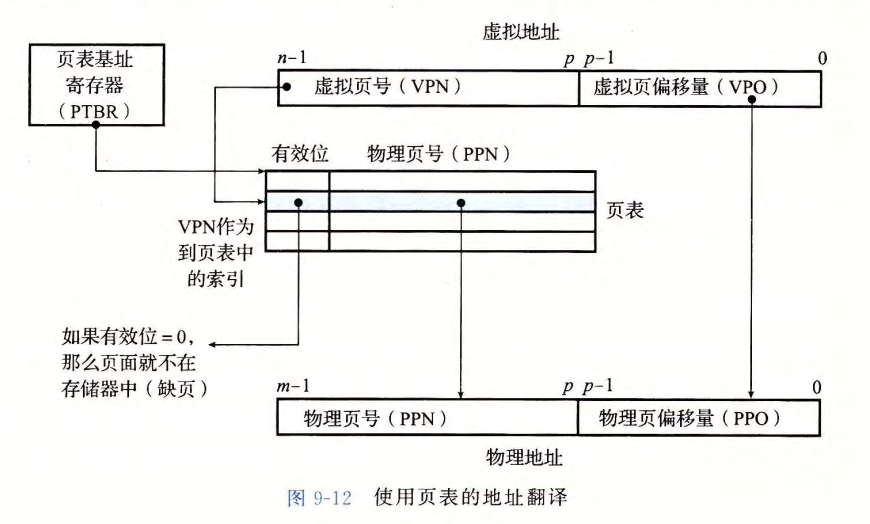 虚拟地址
页表基址
寄存器
（PTBR）
n-1 p p-1 0
虚拟页号（VPN） 虚拟页偏移量（VPO）
有效位 物理页号（PPN）
页表
VPN作为
到页表中
的索引
如果有效位=0，
那么页面就不在
存储器中（缺页）
m-1 p p-1 0
物理页号（PPN） 物理页偏移量（PPO）
物理地址
图 9-12 使用页表的地址翻译